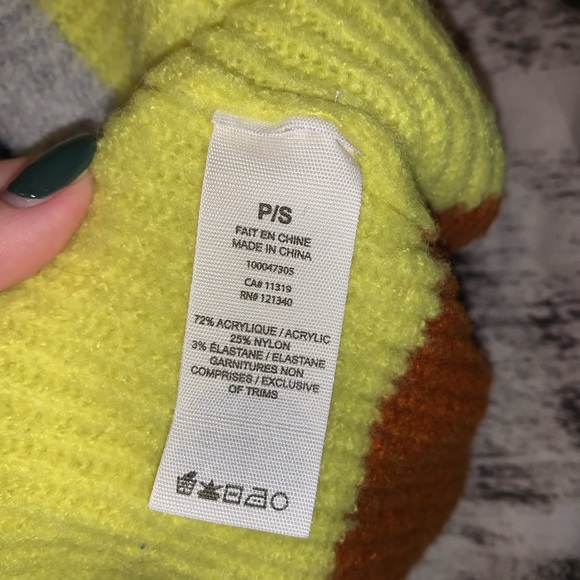 P/S
FAIT EN CHINE
MADE IN CHINA
100047305
CA# 11319
RN# 121340
72% ACRYLIQUE / ACRYLIC
25% NYLON
3% ÉLASTANE / ELASTANE
GARNITURES NON
COMPRISES / EXCLUSIVE
OF TRIMS